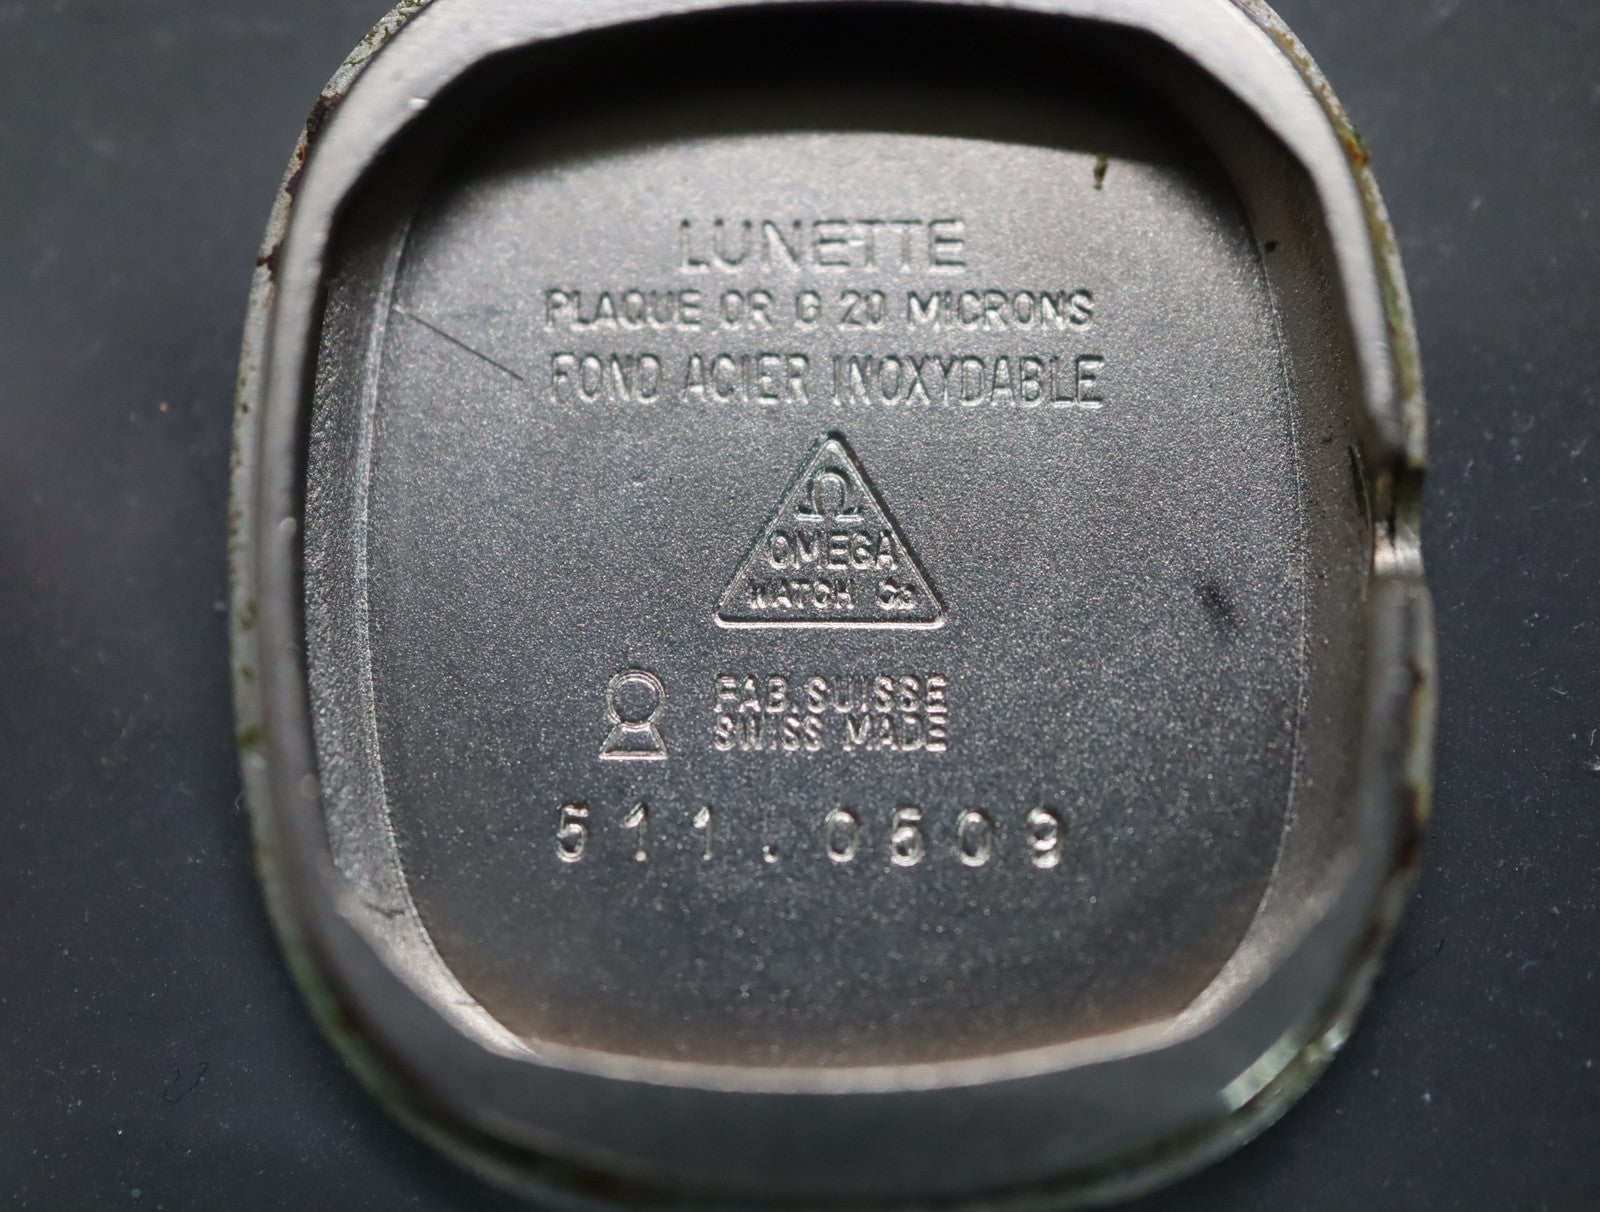 LUNETTE
PLAQUE OR G 20 MICRONS
FOND ACIER INOXYDABLE
Ω
OMEGA
WATCH Co
FAB. SUISSE
SWISS MADE
511.0509